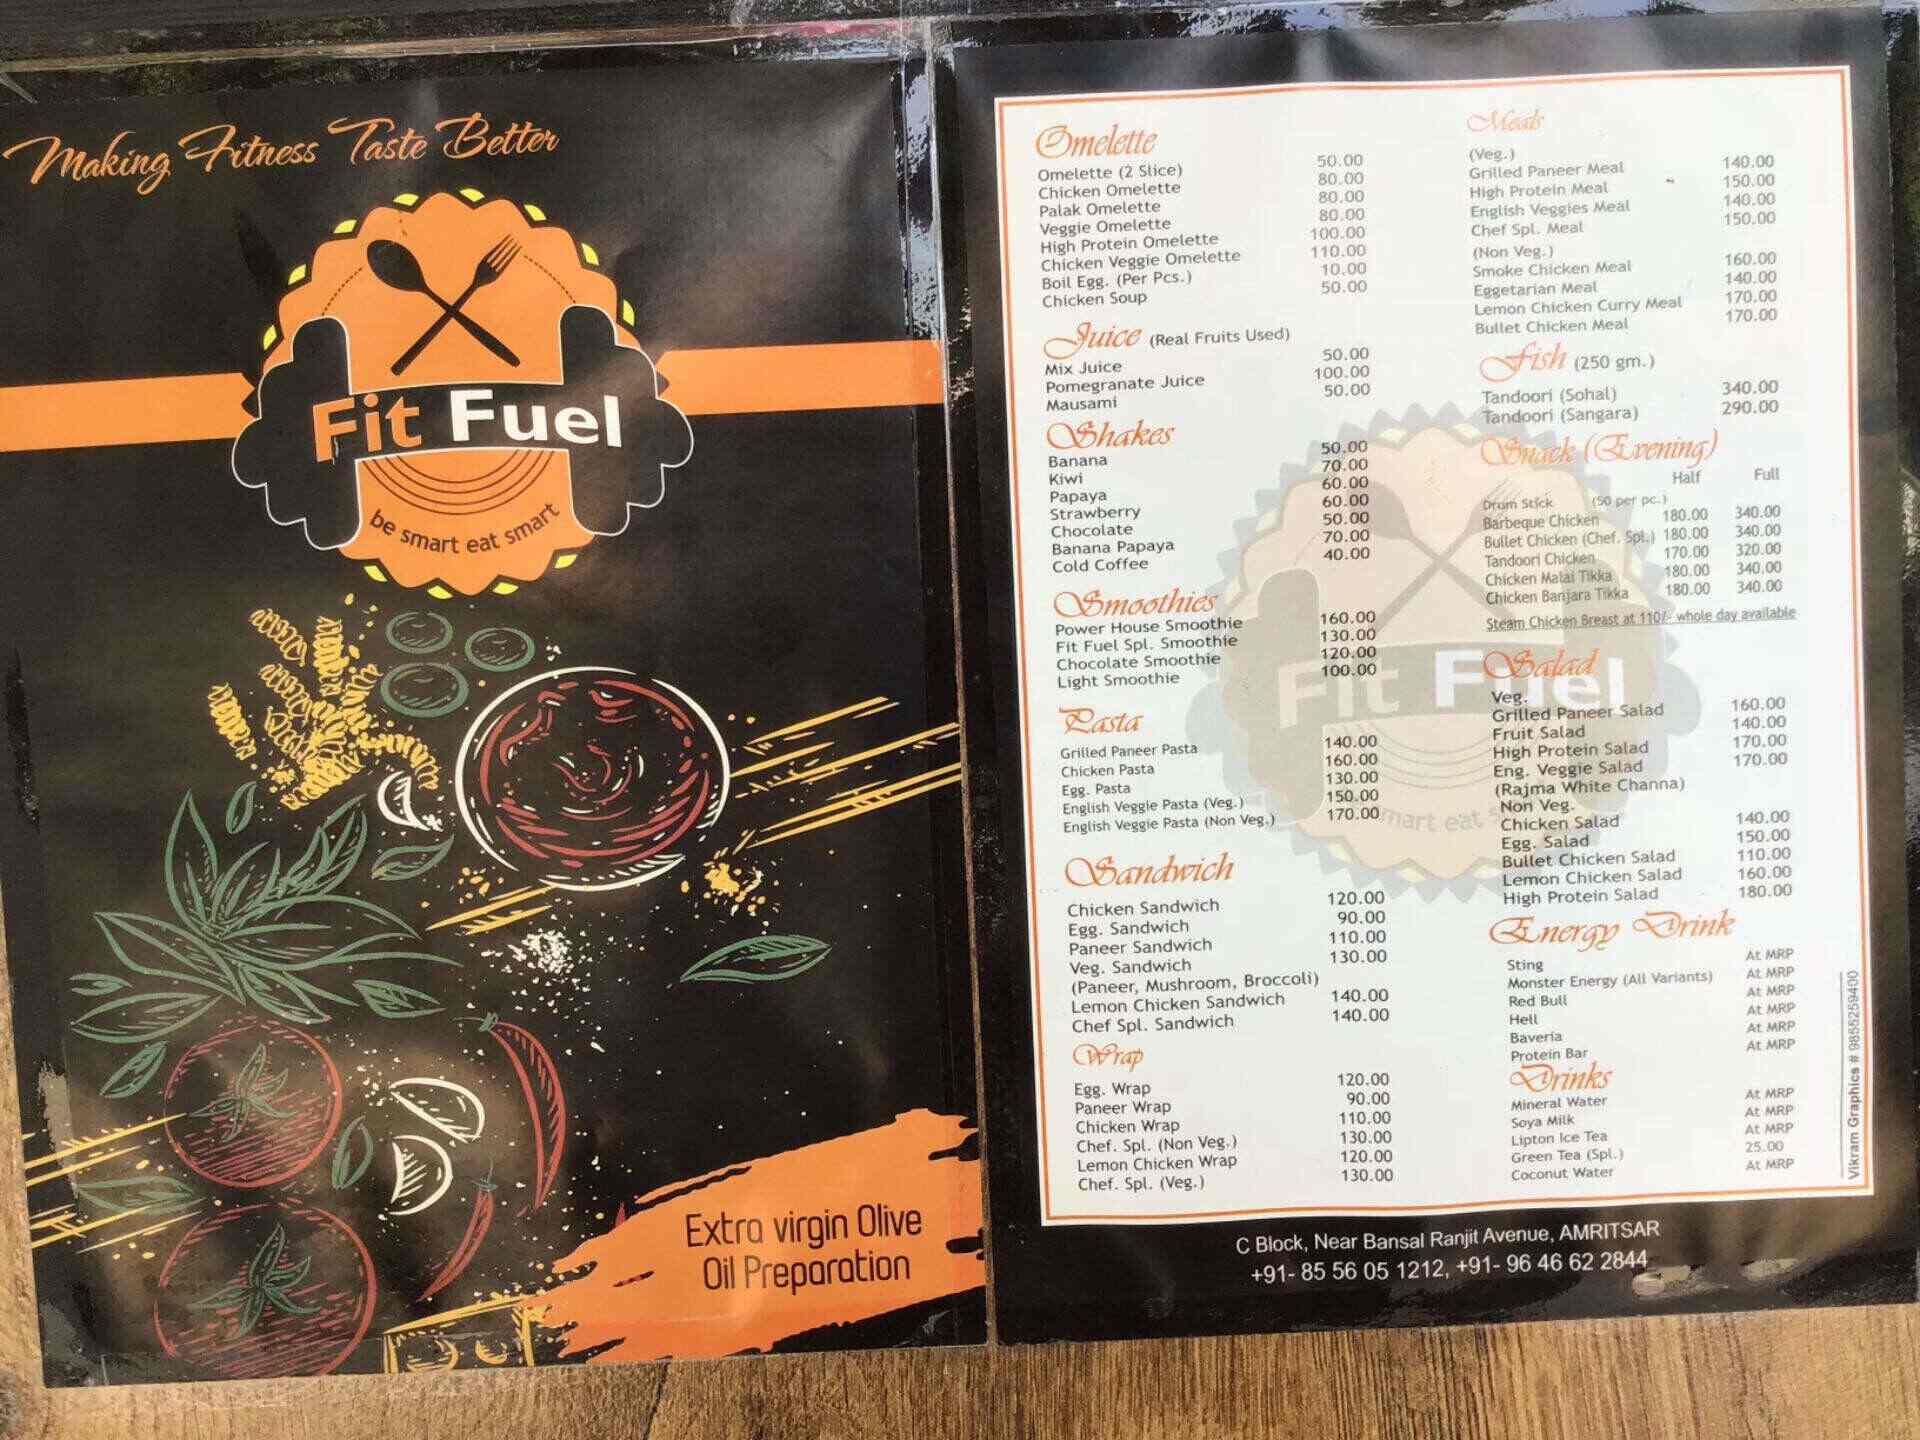 Making Fitness Taste Better
Fit Fuel
be smart eat smart
Extra virgin Olive
Oil Preparation
Omelette
Omelette (2 Slice) 50.00
Chicken Omelette 80.00
Palak Omelette 80.00
Veggie Omelette 80.00
High Protein Omelette 100.00
Chicken Veggie Omelette 110.00
Boil Egg. (Per Pcs.) 10.00
Chicken Soup 50.00
Juice (Real Fruits Used)
Mix Juice 50.00
Pomegranate Juice 100.00
Mausami 50.00
Shakes
Banana 50.00
Kiwi 70.00
Papaya 60.00
Strawberry 60.00
Chocolate 50.00
Banana Papaya 70.00
Cold Coffee 40.00
Smoothies
Power House Smoothie 160.00
Fit Fuel Spl. Smoothie 130.00
Chocolate Smoothie 120.00
Light Smoothie 100.00
Pasta
Grilled Paneer Pasta 140.00
Chicken Pasta 160.00
Egg. Pasta 130.00
English Veggie Pasta (Veg.) 150.00
English Veggie Pasta (Non Veg.) 170.00
Sandwich
Chicken Sandwich 120.00
Egg. Sandwich 90.00
Paneer Sandwich 110.00
Veg. Sandwich 130.00
(Paneer, Mushroom, Broccoli)
Lemon Chicken Sandwich 140.00
Chef Spl. Sandwich 140.00
Wrap
Egg. Wrap 120.00
Paneer Wrap 90.00
Chicken Wrap 110.00
Chef. Spl. (Non Veg.) 130.00
Lemon Chicken Wrap 120.00
Chef. Spl. (Veg.) 130.00
Meals
(Veg.)
Grilled Paneer Meal 140.00
High Protein Meal 150.00
English Veggies Meal 140.00
Chef Spl. Meal 150.00
(Non Veg.)
Smoke Chicken Meal 160.00
Eggetarian Meal 140.00
Lemon Chicken Curry Meal 170.00
Bullet Chicken Meal 170.00
Fish (250 gm.)
Tandoori (Sohal) 340.00
Tandoori (Sangara) 290.00
Snack (Evening)
Half Full
Drum Stick (50 per pc.)
Barbeque Chicken 180.00 340.00
Bullet Chicken (Chef. Spl.) 180.00 340.00
Tandoori Chicken 170.00 320.00
Chicken Malai Tikka 180.00 340.00
Chicken Banjara Tikka 180.00 340.00
Steam Chicken Breast at 110/- whole day available
Salad
Veg.
Grilled Paneer Salad 160.00
Fruit Salad 140.00
High Protein Salad 170.00
Eng. Veggie Salad 170.00
(Rajma White Channa)
Non Veg.
Chicken Salad 140.00
Egg. Salad 150.00
Bullet Chicken Salad 110.00
Lemon Chicken Salad 160.00
High Protein Salad 180.00
Energy Drink
Sting At MRP
Monster Energy (All Variants) At MRP
Red Bull At MRP
Hell At MRP
Baveria At MRP
Protein Bar At MRP
Drinks
Mineral Water At MRP
Soya Milk At MRP
Lipton Ice Tea At MRP
Green Tea (Spl.) 25.00
Coconut Water At MRP
Fit Fuel
mart eat s
Vikram Graphics # 9855259400
C Block, Near Bansal Ranjit Avenue, AMRITSAR
+91- 85 56 05 1212, +91- 96 46 62 2844